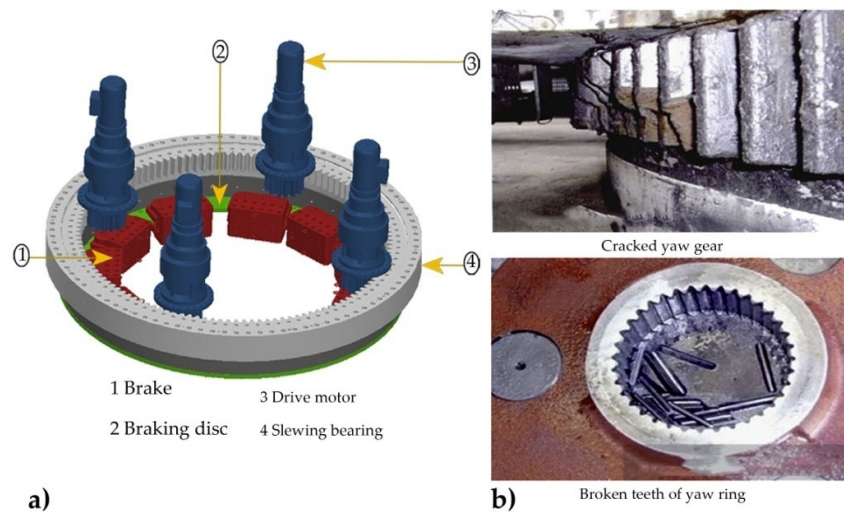 ②
③
①
④
1 Brake
3 Drive motor
2 Braking disc
4 Slewing bearing
a)
Cracked yaw gear
Broken teeth of yaw ring
b)